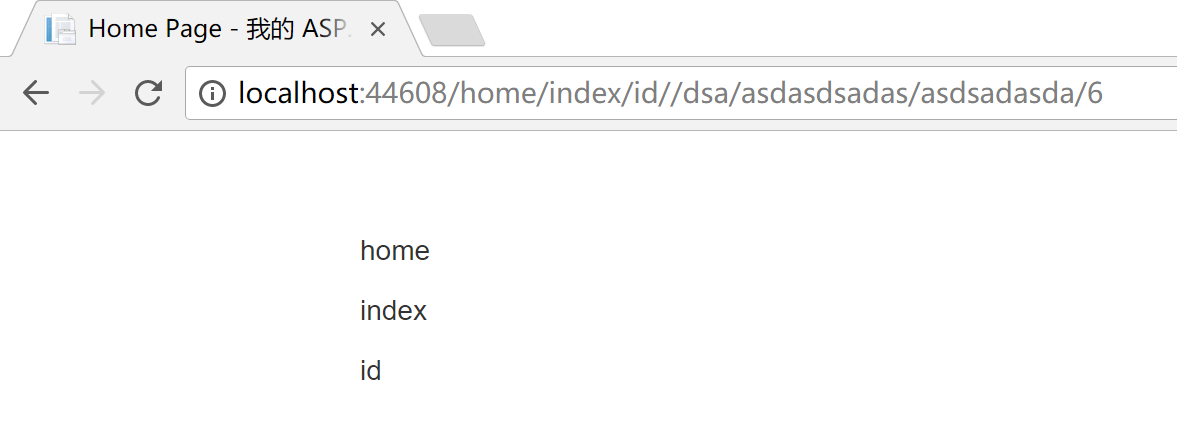 Home Page - 我的 ASP.
localhost:44608/home/index/id//dsa/asdasdsadas/asdsadasda/6
home
index
id